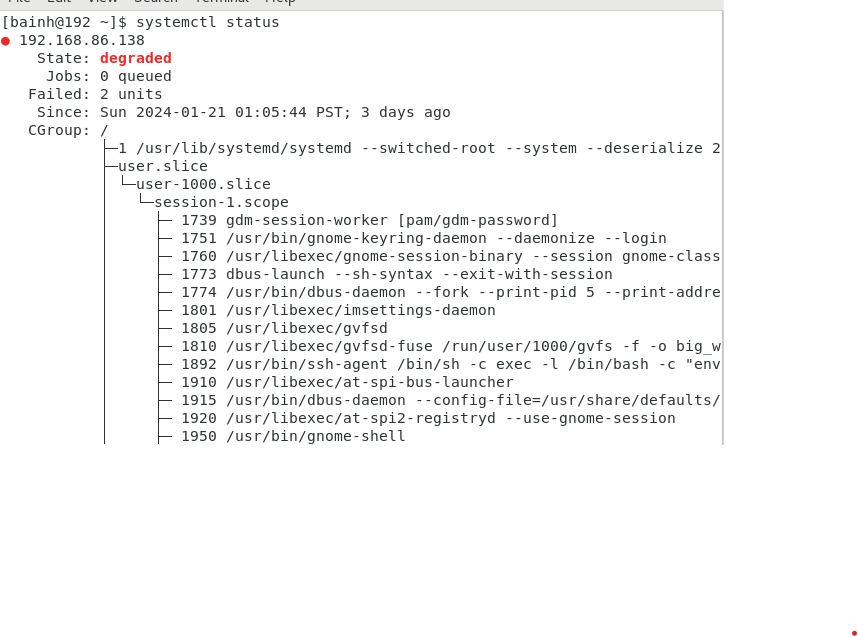 File Edit View Search Terminal Help
[bainh@192 ~]$ systemctl status
● 192.168.86.138
State: degraded
Jobs: 0 queued
Failed: 2 units
Since: Sun 2024-01-21 01:05:44 PST; 3 days ago
CGroup: /
├─1 /usr/lib/systemd/systemd --switched-root --system --deserialize 2
├─user.slice
│ └─user-1000.slice
│   └─session-1.scope
│     ├─ 1739 gdm-session-worker [pam/gdm-password]
│     ├─ 1751 /usr/bin/gnome-keyring-daemon --daemonize --login
│     ├─ 1760 /usr/libexec/gnome-session-binary --session gnome-class
│     ├─ 1773 dbus-launch --sh-syntax --exit-with-session
│     ├─ 1774 /usr/bin/dbus-daemon --fork --print-pid 5 --print-addre
│     ├─ 1801 /usr/libexec/imsettings-daemon
│     ├─ 1805 /usr/libexec/gvfsd
│     ├─ 1810 /usr/libexec/gvfsd-fuse /run/user/1000/gvfs -f -o big_w
│     ├─ 1892 /usr/bin/ssh-agent /bin/sh -c exec -l /bin/bash -c "env
│     ├─ 1910 /usr/libexec/at-spi-bus-launcher
│     ├─ 1915 /usr/bin/dbus-daemon --config-file=/usr/share/defaults/
│     ├─ 1920 /usr/libexec/at-spi2-registryd --use-gnome-session
│     ├─ 1950 /usr/bin/gnome-shell